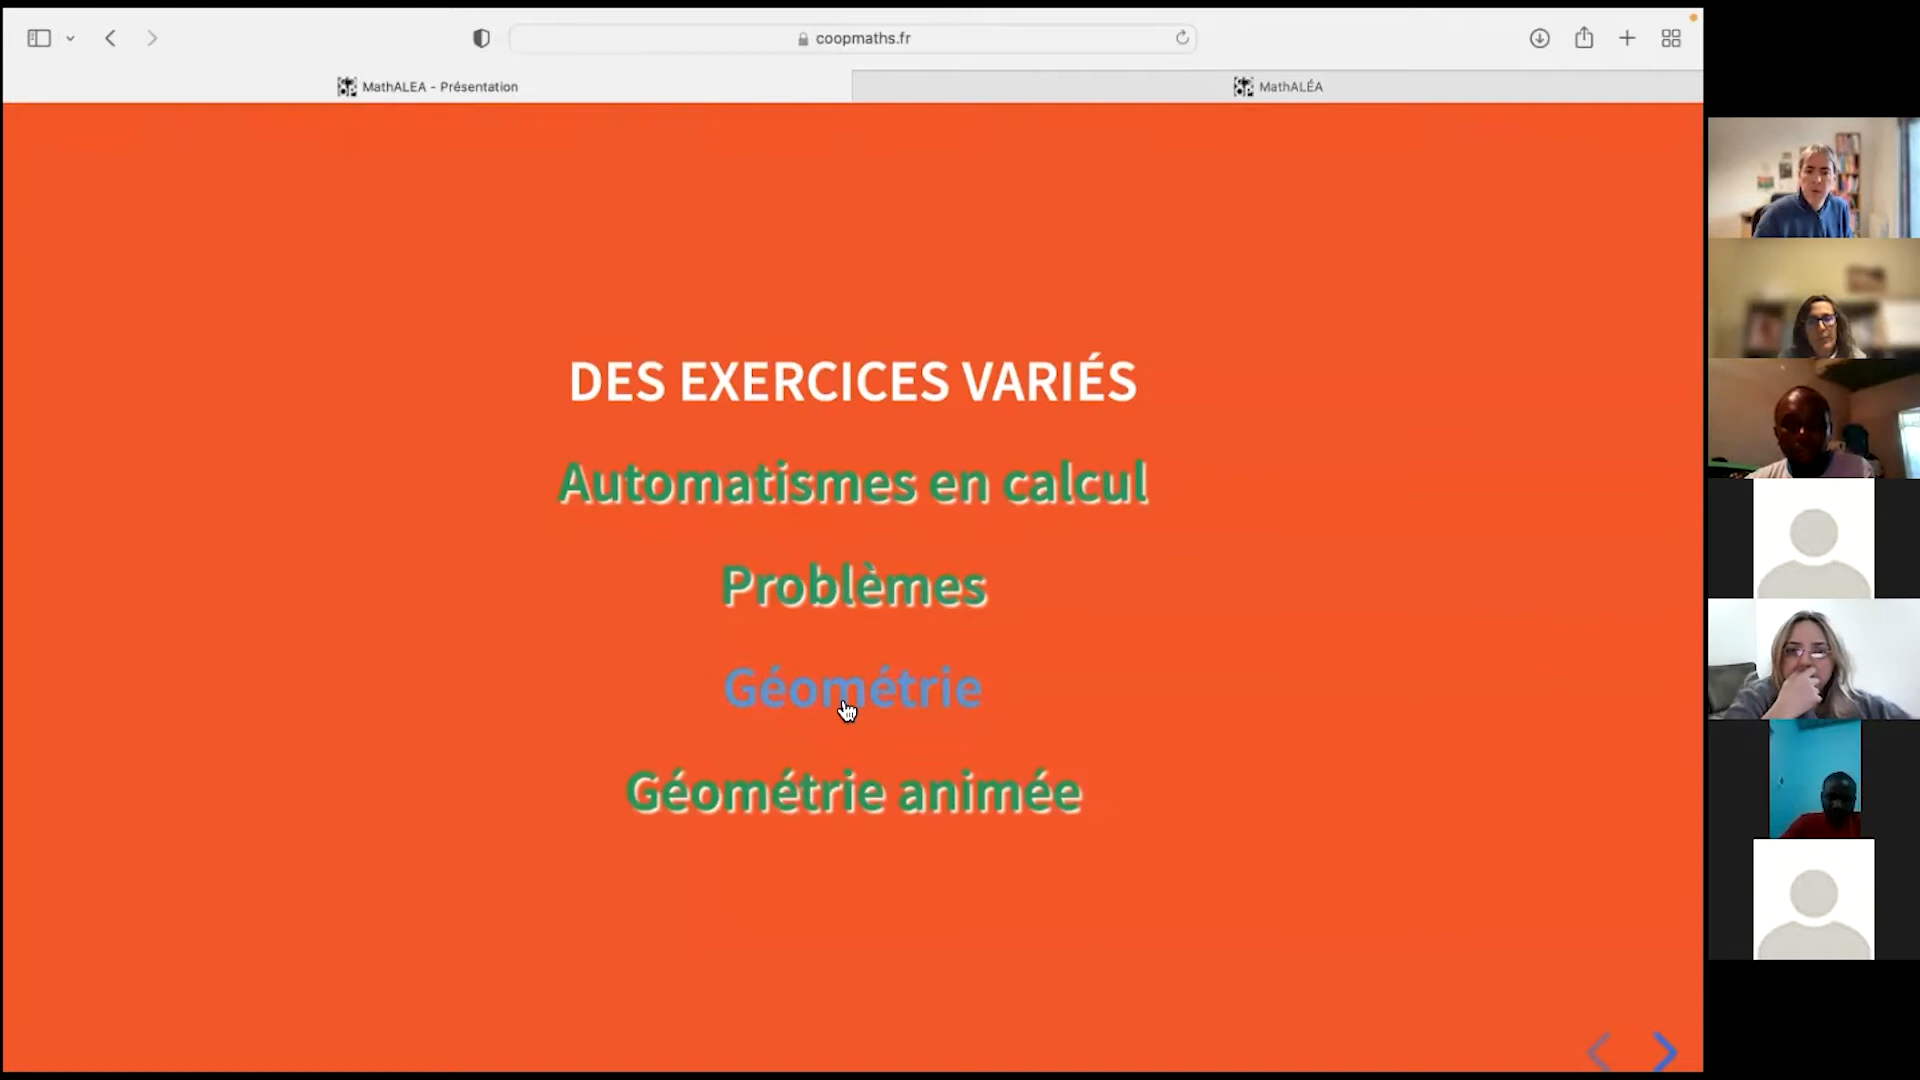 coopmaths.fr
MathALEA - Présentation
MathALÉA
DES EXERCICES VARIÉS
Automatismes en calcul
Problèmes
Géométrie
Géométrie animée